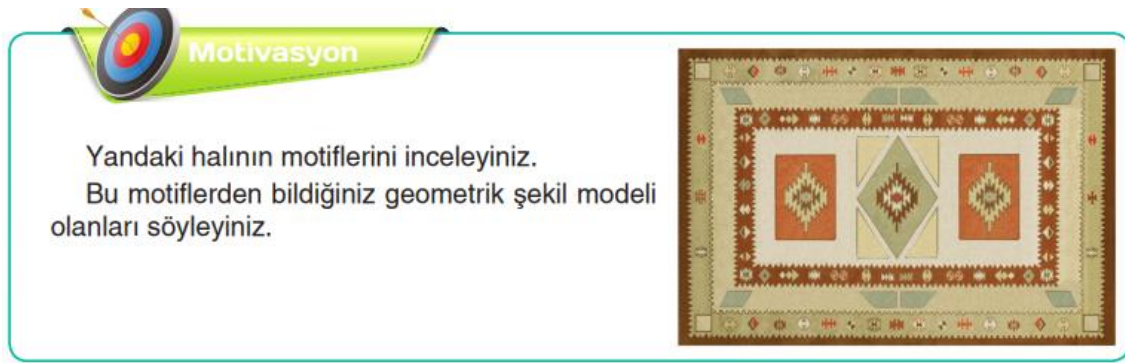 Motivasyon
Yandaki halının motiflerini inceleyiniz.
Bu motiflerden bildiğiniz geometrik şekil modeli
olanları söyleyiniz.